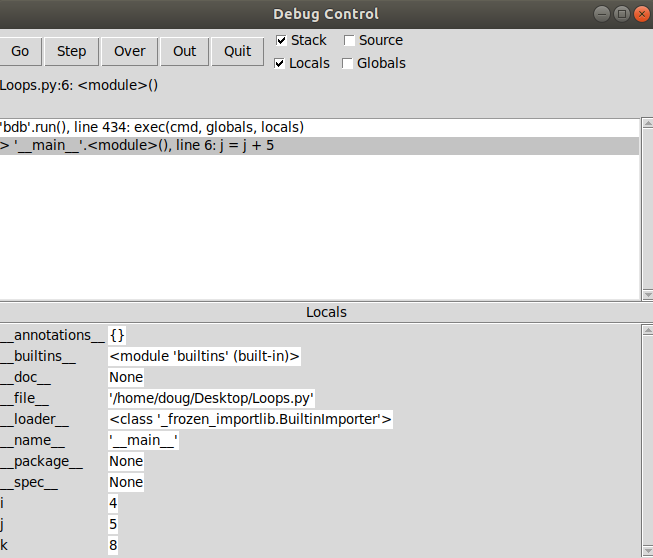 Debug Control
Go Step Over Out Quit Stack Source
Locals Globals
Loops.py:6: <module>()
'bdb'.run(), line 434: exec(cmd, globals, locals)
> '__main__'.<module>(), line 6: j = j + 5
Locals
__annotations__ {}
__builtins__ <module 'builtins' (built-in)>
__doc__ None
__file__ '/home/doug/Desktop/Loops.py'
__loader__ <class '_frozen_importlib.BuiltinImporter'>
__name__ '__main__'
__package__ None
__spec__ None
i 4
j 5
k 8